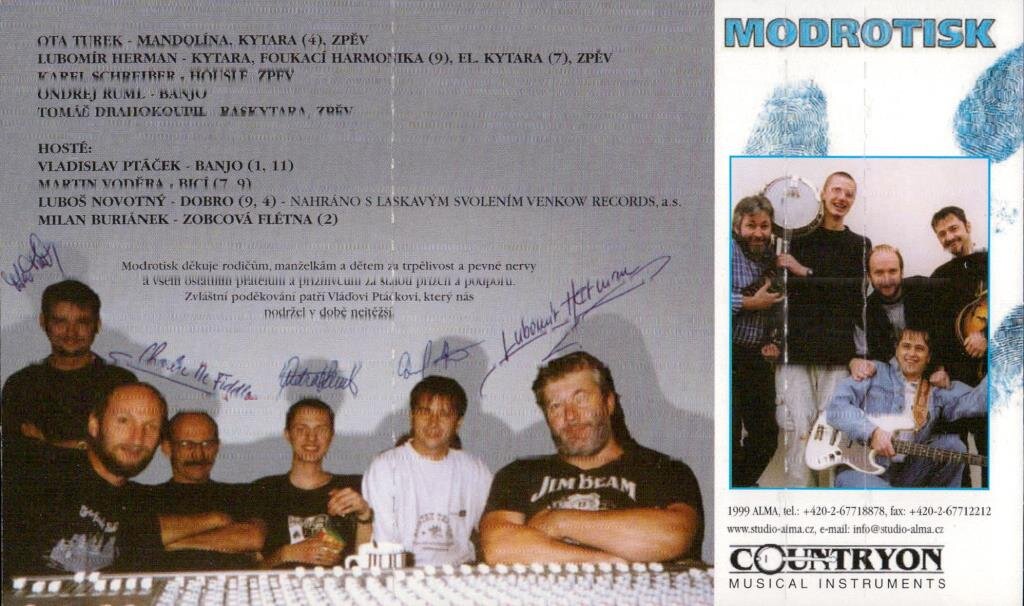 OTA TUREK - MANDOLÍNA, KYTARA (4), ZPĚV
LUBOMÍR HERMAN - KYTARA, FOUKACÍ HARMONIKA (9), EL. KYTARA (7), ZPĚV
KAREL SCHREIBER - HOUSLE, ZPĚV
ONDŘEJ RUML - BANJO
TOMÁŠ DRAHOKOUPIL - BASKYTARA, ZPĚV
HOSTÉ:
VLADISLAV PTÁČEK - BANJO (1, 11)
MARTIN VODĚRA - BICÍ (7, 9)
LUBOŠ NOVOTNÝ - DOBRO (9, 4) - NAHRÁNO S LASKAVÝM SVOLENÍM VENKOW RECORDS, a.s.
MILAN BURIÁNEK - ZOBCOVÁ FLÉTNA (2)
Modrotisk děkuje rodičům, manželkám a dětem za trpělivost a pevné nervy
a všem ostatním přátelům a příznivcům za stálou přízeň a podporu.
Zvláštní poděkování patří Vláďovi Ptáčkovi, který nás
podržel v době nejtěžší.
Charlie Mc Fiddle
Lubomír Herman
JIM BEAM
MODROTISK
1999 ALMA, tel.: +420-2-67718878, fax: +420-2-67712212
www.studio-alma.cz, e-mail: info@studio-alma.cz
COUNTRYON
MUSICAL INSTRUMENTS